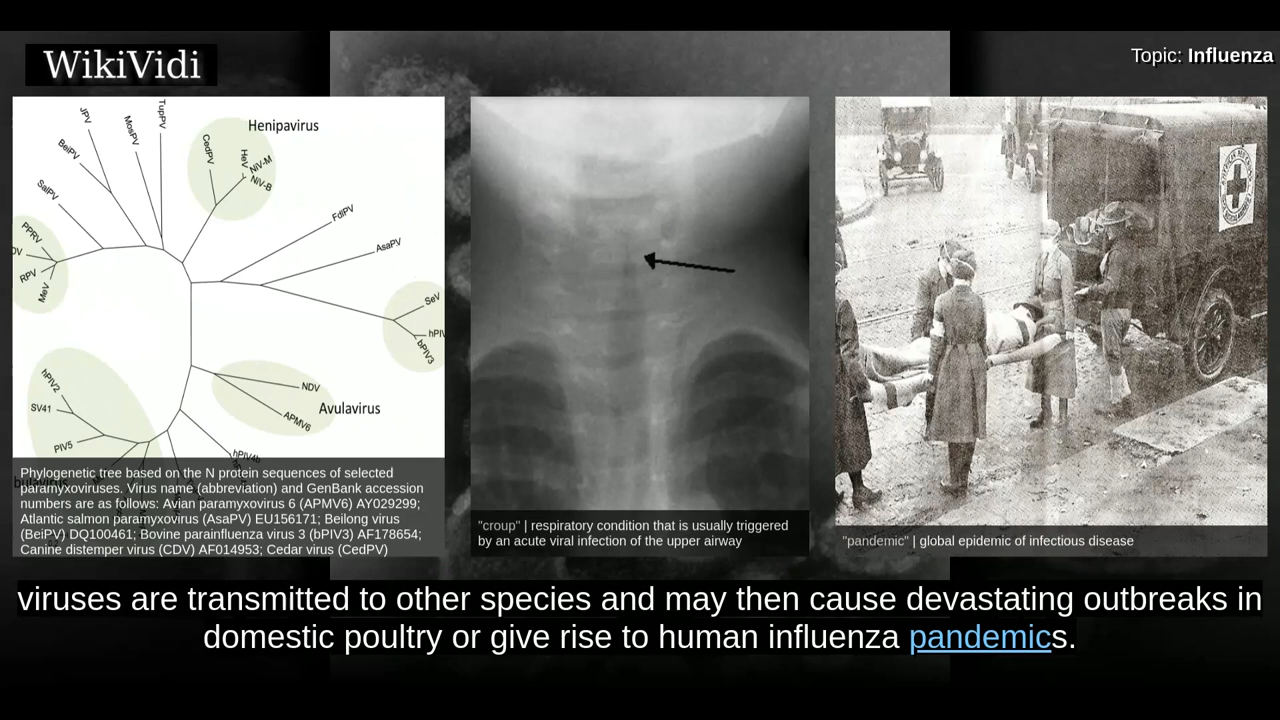 WikiVidi
Topic: Influenza
JPV
MosPV
TupPV
BeiPV
SalPV
Henipavirus
CedPV
HeV
NiV-M
NiV-B
FdlPV
AsaPV
PPRV
DV
RPV
MeV
SeV
hPIV
bPIV3
hPIV2
SV41
PIV5
NDV
APMV6
Avulavirus
hPIV4b
Phylogenetic tree based on the N protein sequences of selected
paramyxoviruses. Virus name (abbreviation) and GenBank accession
numbers are as follows: Avian paramyxovirus 6 (APMV6) AY029299;
Atlantic salmon paramyxovirus (AsaPV) EU156171; Beilong virus
(BeiPV) DQ100461; Bovine parainfluenza virus 3 (bPIV3) AF178654;
Canine distemper virus (CDV) AF014953; Cedar virus (CedPV)
"croup" | respiratory condition that is usually triggered
by an acute viral infection of the upper airway
"pandemic" | global epidemic of infectious disease
viruses are transmitted to other species and may then cause devastating outbreaks in
domestic poultry or give rise to human influenza pandemics.